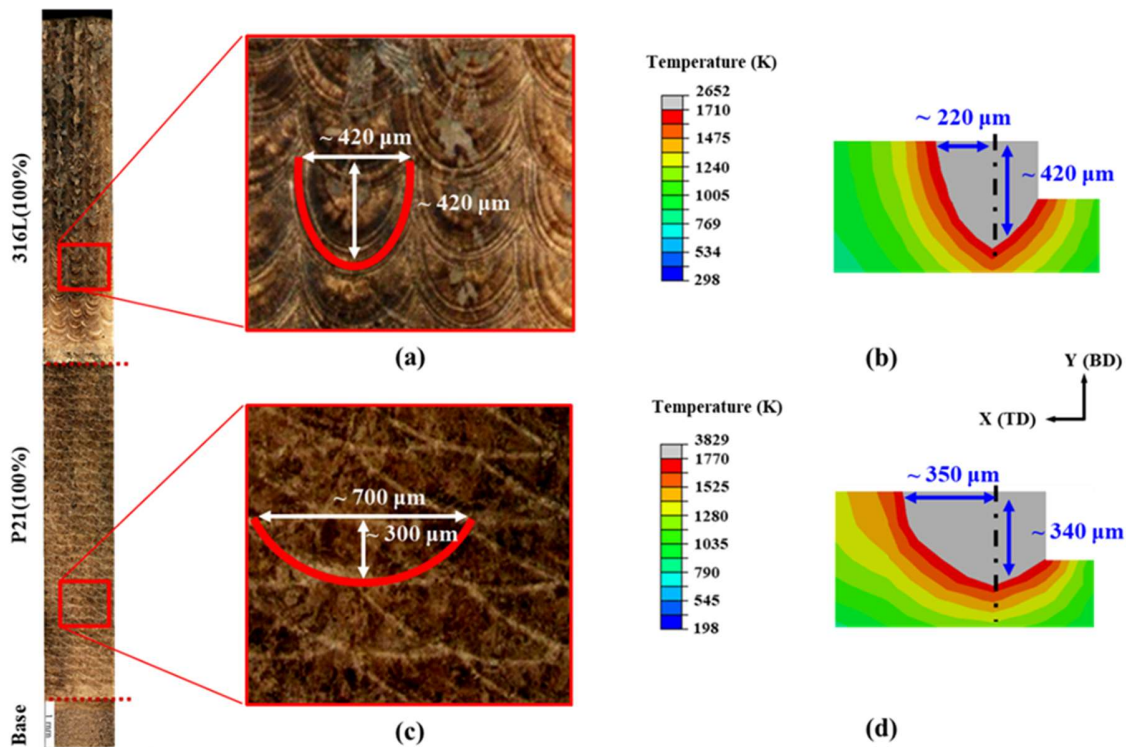 316L(100%)
P21(100%)
Base
1 mm
~ 420 µm
~ 420 µm
(a)
Temperature (K)
2652
1710
1475
1240
1005
769
534
298
~ 220 µm
~ 420 µm
(b)
~ 700 µm
~ 300 µm
(c)
Temperature (K)
3829
1770
1525
1280
1035
790
545
198
Y (BD)
X (TD)
~ 350 µm
~ 340 µm
(d)